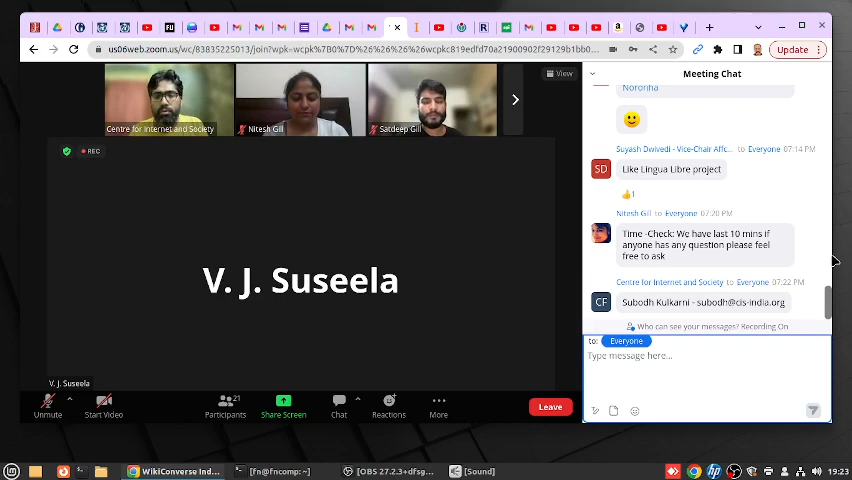 us06web.zoom.us/wc/83835225013/join?wpk=wcpk%0B%7D%0D%26%26%26%26%26wcpkc819edfd70a21900902f29129b1bb0...
Update
View
Centre for Internet and Society
Nitesh Gill
Satdeep Gill
REC
V. J. Suseela
V. J. Suseela
Unmute
Start Video
21
Participants
Share Screen
Chat
Reactions
More
Leave
Meeting Chat
Noronha
Suyash Dwivedi - Vice-Chair Affc... to Everyone 07:14 PM
SD
Like Lingua Libre project
1
Nitesh Gill to Everyone 07:20 PM
Time -Check: We have last 10 mins if
anyone has any question please feel
free to ask
Centre for Internet and Society to Everyone 07:22 PM
CF
Subodh Kulkarni - subodh@cis-india.org
Who can see your messages? Recording On
to: Everyone
Type message here...
WikiConverse Ind...
[Fn@fncomp:~]
[OBS 27.2.3+dfsg...
[Sound]
19:23